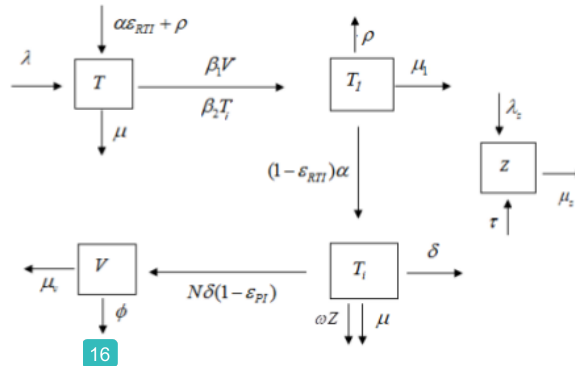 αε_RTI + ρ
λ
T
β₁V
β₂T_i
μ
ρ
T_I
μ₁
(1-ε_RTI)α
λ_z
z
μ_z
τ
V
μ_v
ϕ
Nδ(1-ε_PI)
T_i
δ
ωZ
μ
16